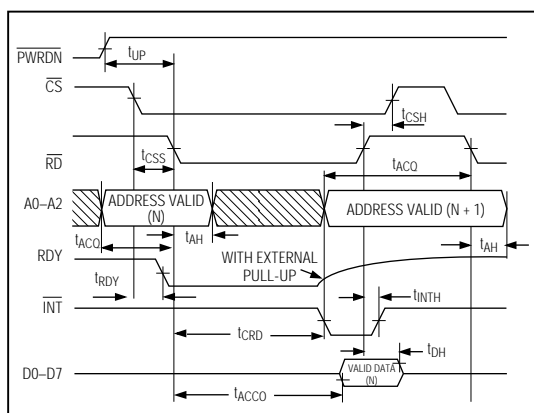 PWRDN
tUP
CS
tCSH
RD
tCSS
tACQ
A0–A2
ADDRESS VALID
(N)
ADDRESS VALID (N + 1)
tACQ
tAH
tAH
RDY
WITH EXTERNAL
PULL-UP
tRDY
tINTH
INT
tCRD
tDH
D0–D7
VALID DATA
(N)
tACCO